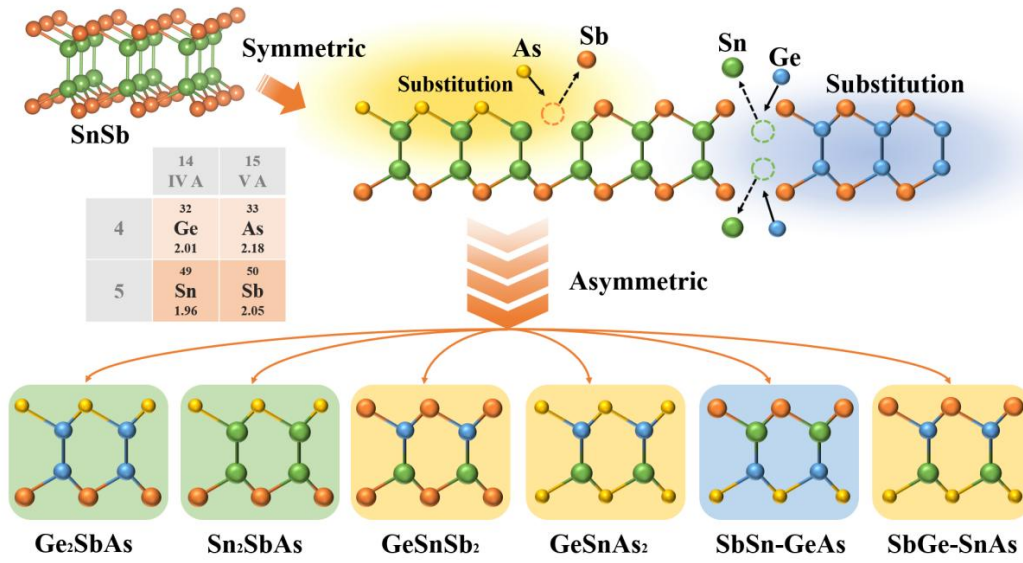 Symmetric
SnSb
As
Sb
Substitution
Sn
Ge
Substitution
14
IV A
15
V A
4
32
Ge
2.01
33
As
2.18
5
49
Sn
1.96
50
Sb
2.05
Asymmetric
Ge₂SbAs
Sn₂SbAs
GeSnSb₂
GeSnAs₂
SbSn-GeAs
SbGe-SnAs